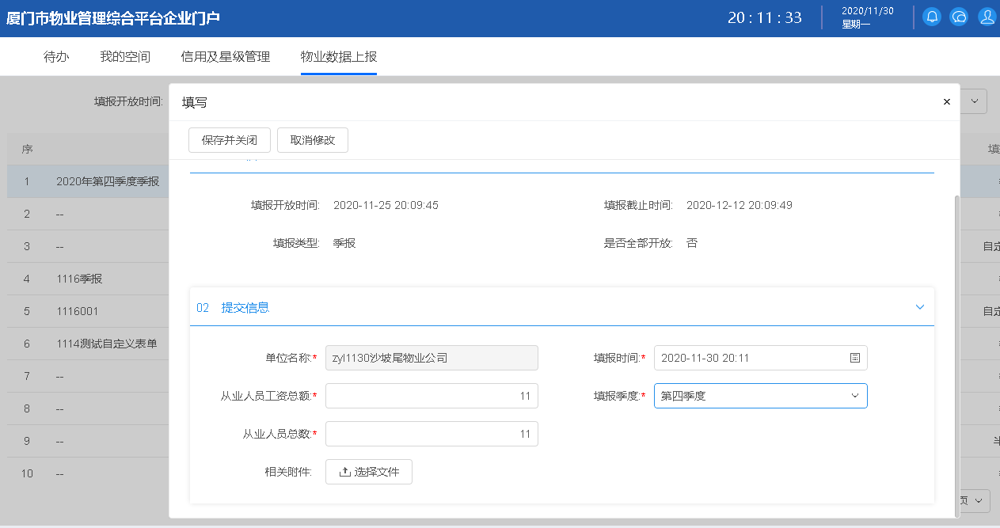 厦门市物业管理综合平台企业门户
20 : 11 : 33
2020/11/30
星期一
待办 我的空间 信用及星级管理 物业数据上报
填报开放时间:
填写
×
保存并关闭 取消修改
序
1 2020年第四季度季报
2 --
3 --
4 1116季报
5 1116001
6 1114测试自定义表单
7 --
8 --
9 --
10 --
填报开放时间: 2020-11-25 20:09:45 填报截止时间: 2020-12-12 20:09:49
填报类型: 季报 是否全部开放: 否
02 提交信息
单位名称:* zyl1130沙坡尾物业公司 填报时间:* 2020-11-30 20:11
从业人员工资总额:* 11 填报季度:* 第四季度
从业人员总数:* 11
相关附件: 选择文件
自定
自定
页